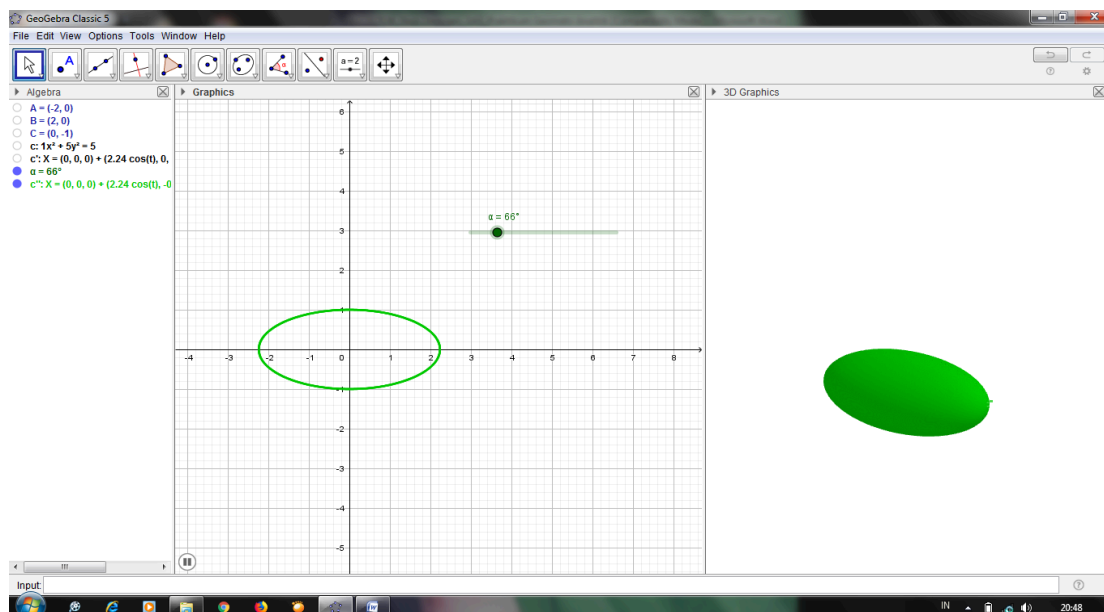 GeoGebra Classic 5
File Edit View Options Tools Window Help
A
α
a = 2
Algebra
Graphics
3D Graphics
A = (-2, 0)
B = (2, 0)
C = (0, -1)
c: 1x² + 5y² = 5
c': X = (0, 0, 0) + (2.24 cos(t), 0,
α = 66°
c'': X = (0, 0, 0) + (2.24 cos(t), -0
6
5
4
α = 66°
3
2
1
-4 -3 -2 -1 0 1 2 3 4 5 6 7 8
-1
-2
-3
-4
-5
Input:
IN
20:48